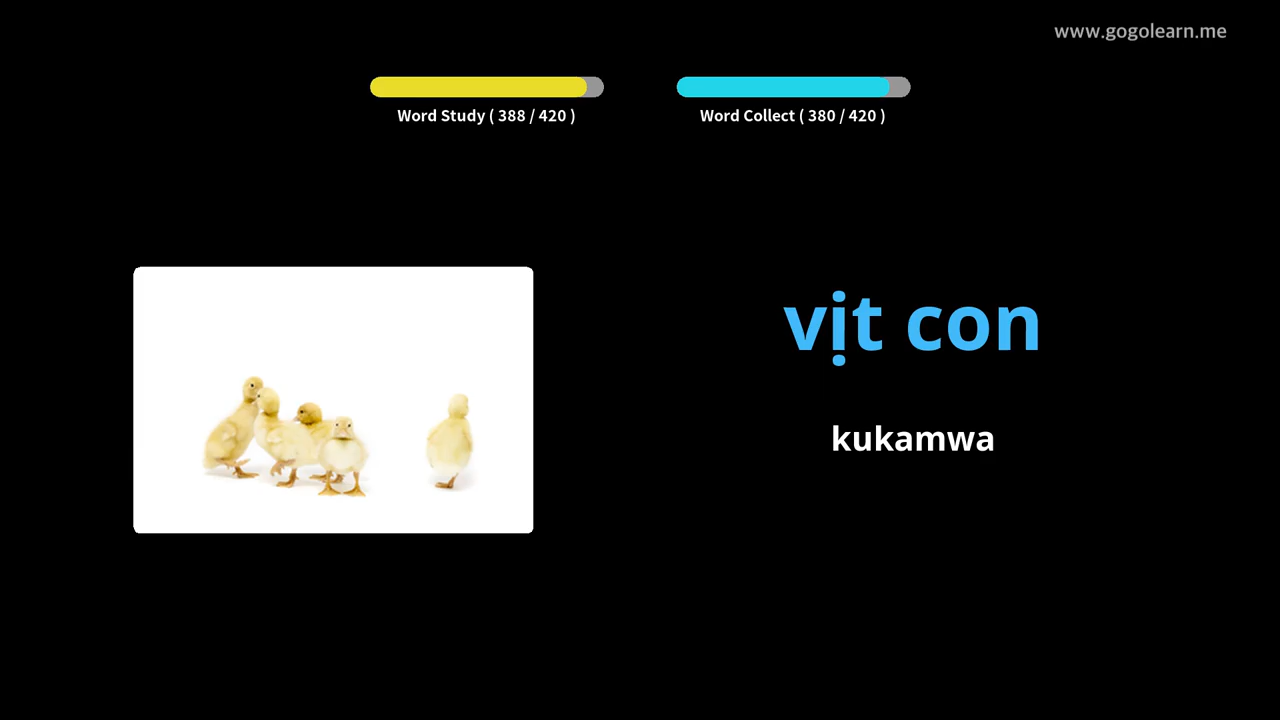 www.gogolearn.me
Word Study ( 388 / 420 )
Word Collect ( 380 / 420 )
vịt con
kukamwa